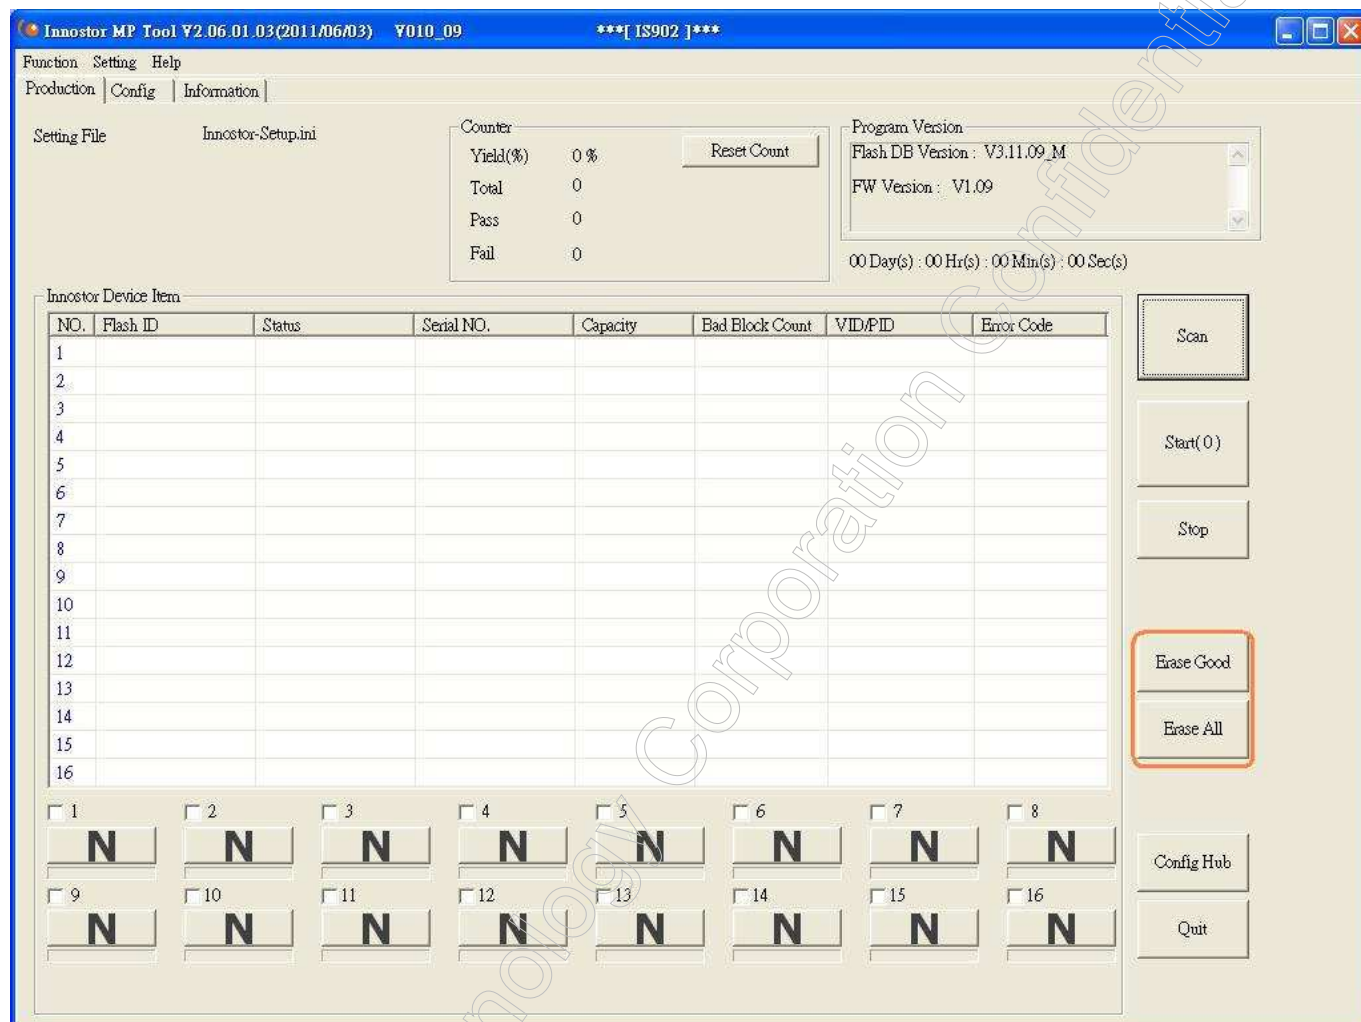 Innostor MP Tool V2.06.01.03(2011/06/03) V010_09 ***[ IS902 ]***
Function Setting Help
Production Config Information
Setting File Innostor-Setup.ini
Counter
Yield(%) 0 %
Reset Count
Total 0
Pass 0
Fail 0
Program Version
Flash DB Version : V3.11.09_M
FW Version : V1.09
00 Day(s) : 00 Hr(s) : 00 Min(s) : 00 Sec(s)
Innostor Device Item
NO. Flash ID Status Serial NO. Capacity Bad Block Count VID/PID Error Code
1
2
3
4
5
6
7
8
9
10
11
12
13
14
15
16
Scan
Start( 0 )
Stop
Erase Good
Erase All
Config Hub
Quit
1 2 3 4 5 6 7 8
N N N N N N N N
9 10 11 12 13 14 15 16
N N N N N N N N
nology Corporation Confidenti